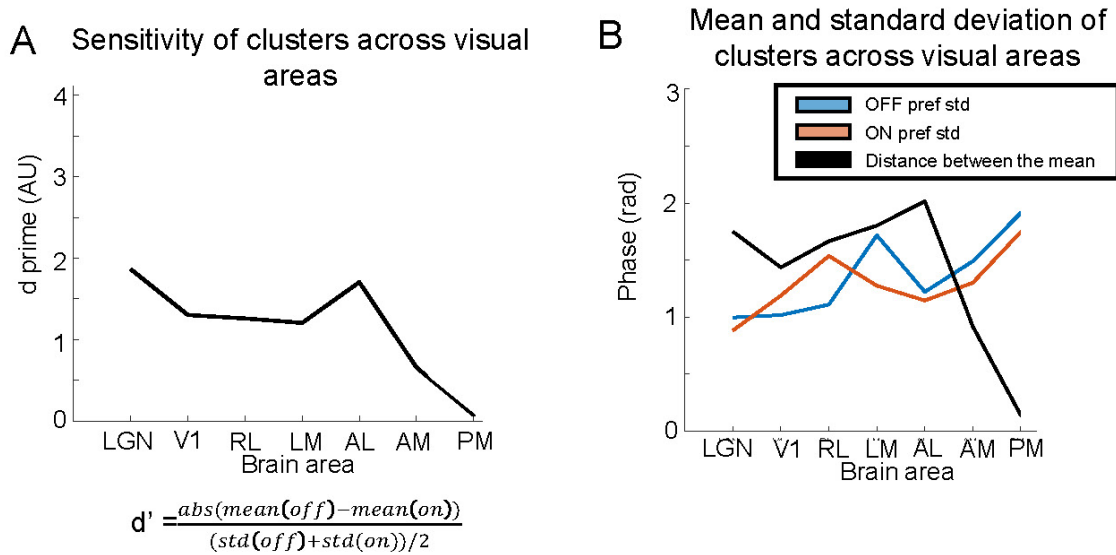 A
Sensitivity of clusters across visual
areas
4
3
2
1
0
d prime (AU)
LGN V1 RL LM AL AM PM
Brain area
d' = abs(mean(off)−mean(on))
(std(off)+std(on))/2
B
Mean and standard deviation of
clusters across visual areas
OFF pref std
ON pref std
Distance between the mean
3
2
1
0
Phase (rad)
LGN V1 RL LM AL AM PM
Brain area